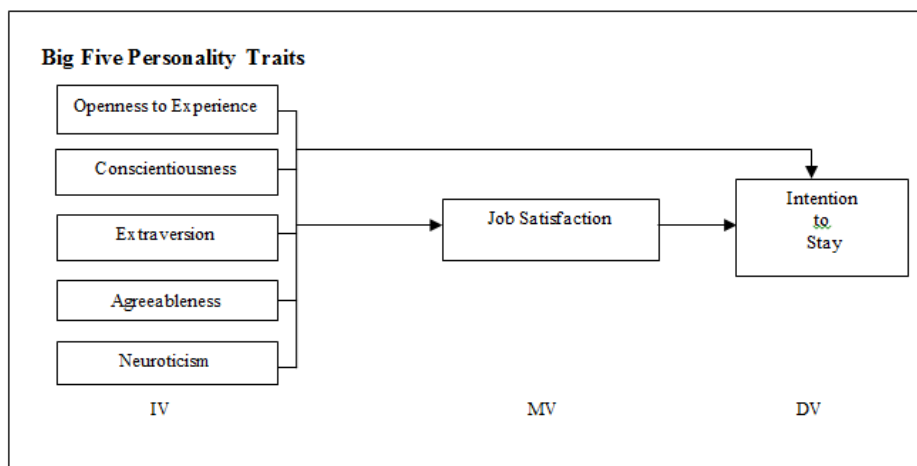 Big Five Personality Traits
Openness to Experience
Conscientiousness
Extraversion
Agreeableness
Neuroticism
Job Satisfaction
Intention
to
Stay
IV
MV
DV